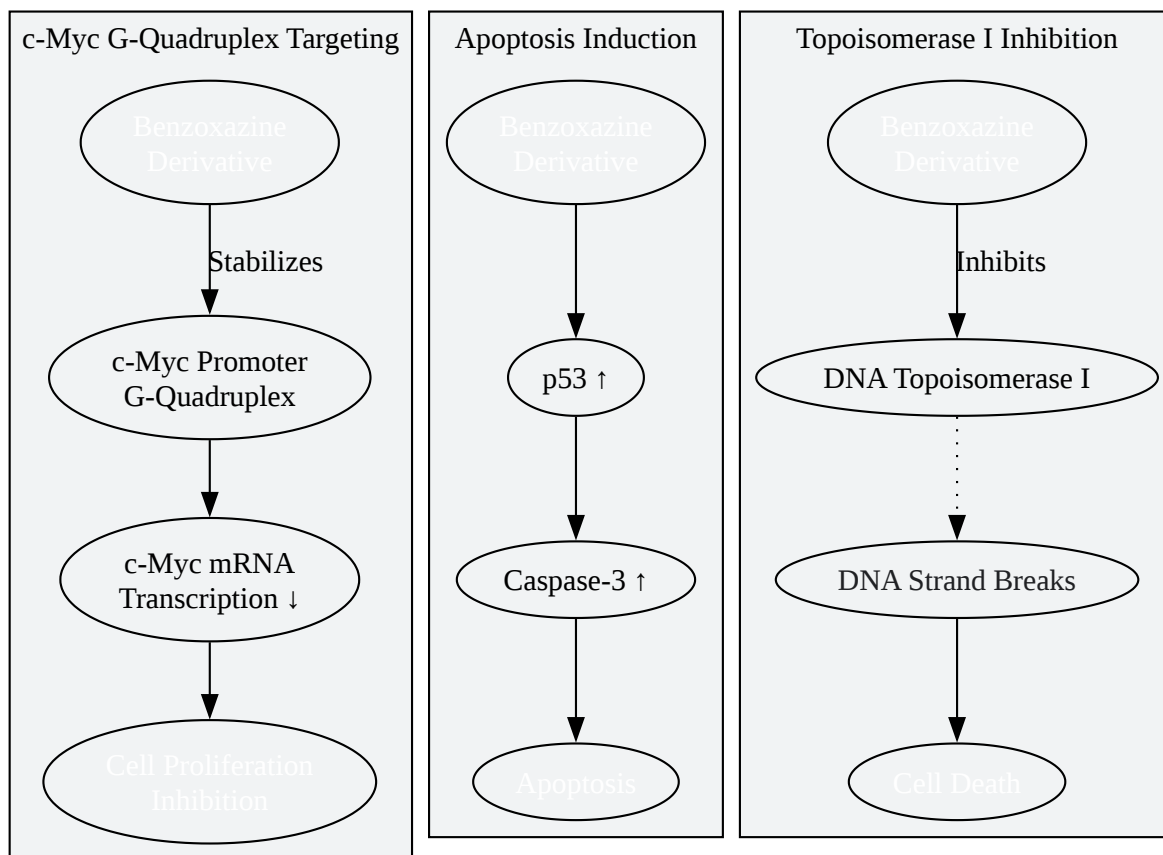 c-Myc G-Quadruplex Targeting
Benzoxazine
Derivative
Stabilizes
c-Myc Promoter
G-Quadruplex
c-Myc mRNA
Transcription ↓
Cell Proliferation
Inhibition
Apoptosis Induction
Benzoxazine
Derivative
p53 ↑
Caspase-3 ↑
Apoptosis
Topoisomerase I Inhibition
Benzoxazine
Derivative
Inhibits
DNA Topoisomerase I
DNA Strand Breaks
Cell Death